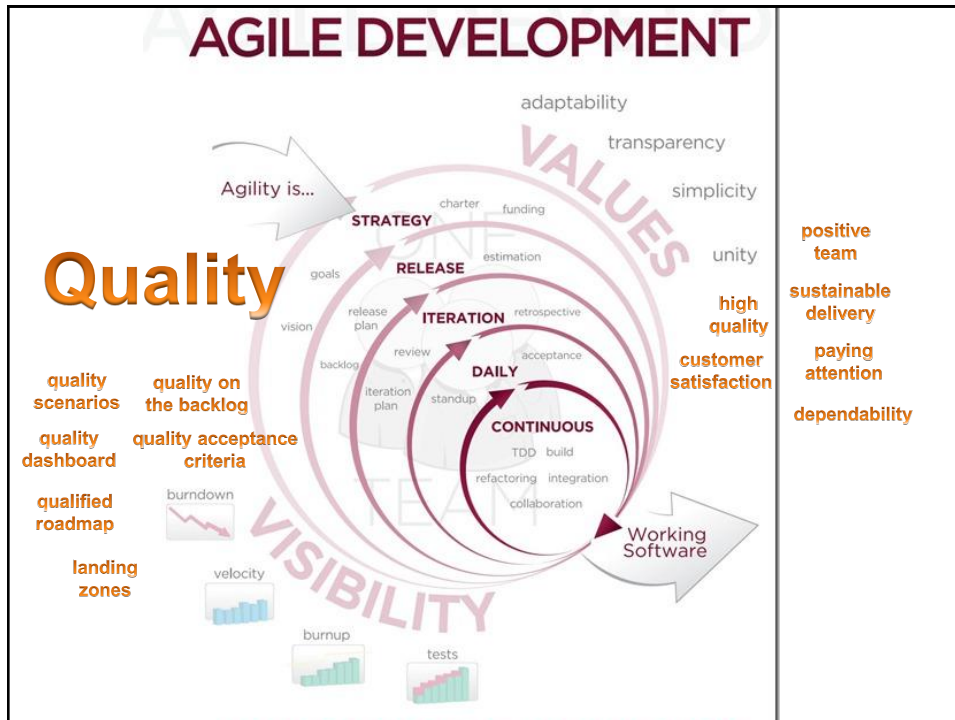 AGILE DEVELOPMENT
adaptability
transparency
VALUES
simplicity
unity
Agility is...
STRATEGY
charter
funding
ONE
goals
RELEASE
estimation
vision
release
plan
ITERATION
retrospective
backlog
review
acceptance
DAILY
iteration
plan
standup
CONTINUOUS
TDD build
refactoring integration
collaboration
TEAM
Working
Software
VISIBILITY
burndown
velocity
burnup
tests
Quality
quality
scenarios
quality on
the backlog
quality
dashboard
quality acceptance
criteria
qualified
roadmap
landing
zones
high
quality
customer
satisfaction
positive
team
sustainable
delivery
paying
attention
dependability